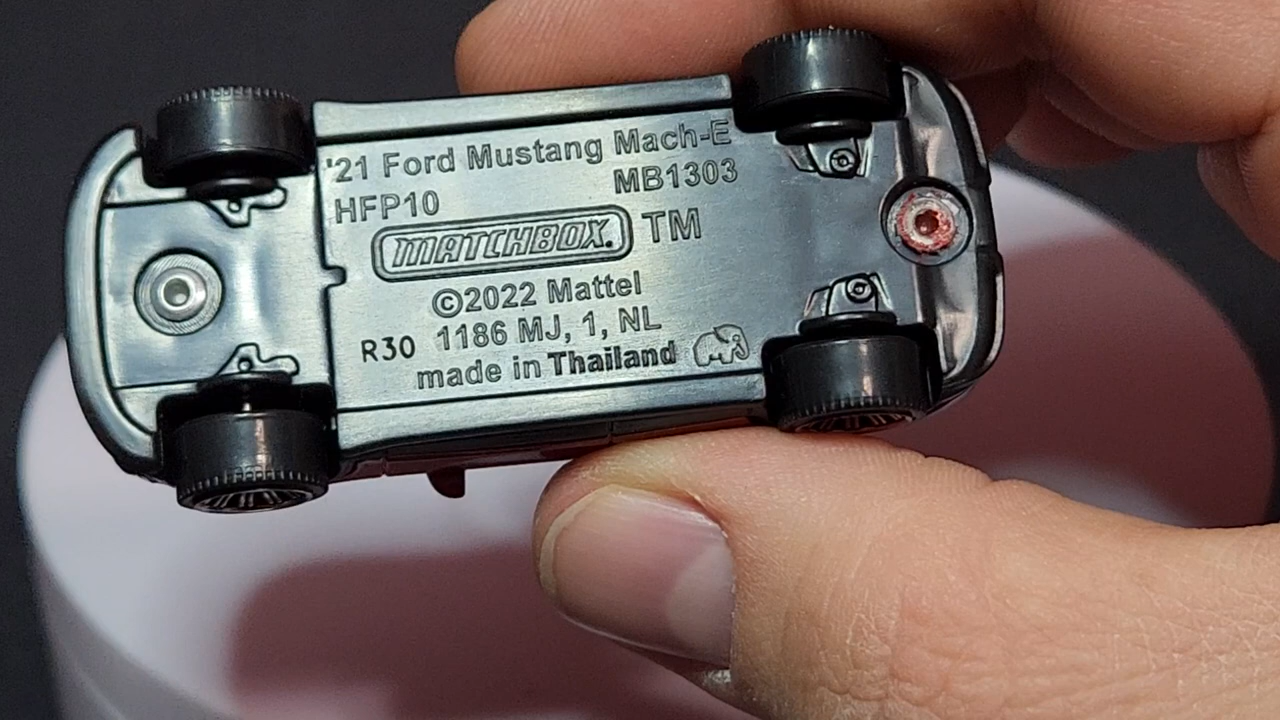 '21 Ford Mustang Mach-E
HFP10 MB1303
MATCHBOX. TM
©2022 Mattel
R30 1186 MJ, 1, NL
made in Thailand